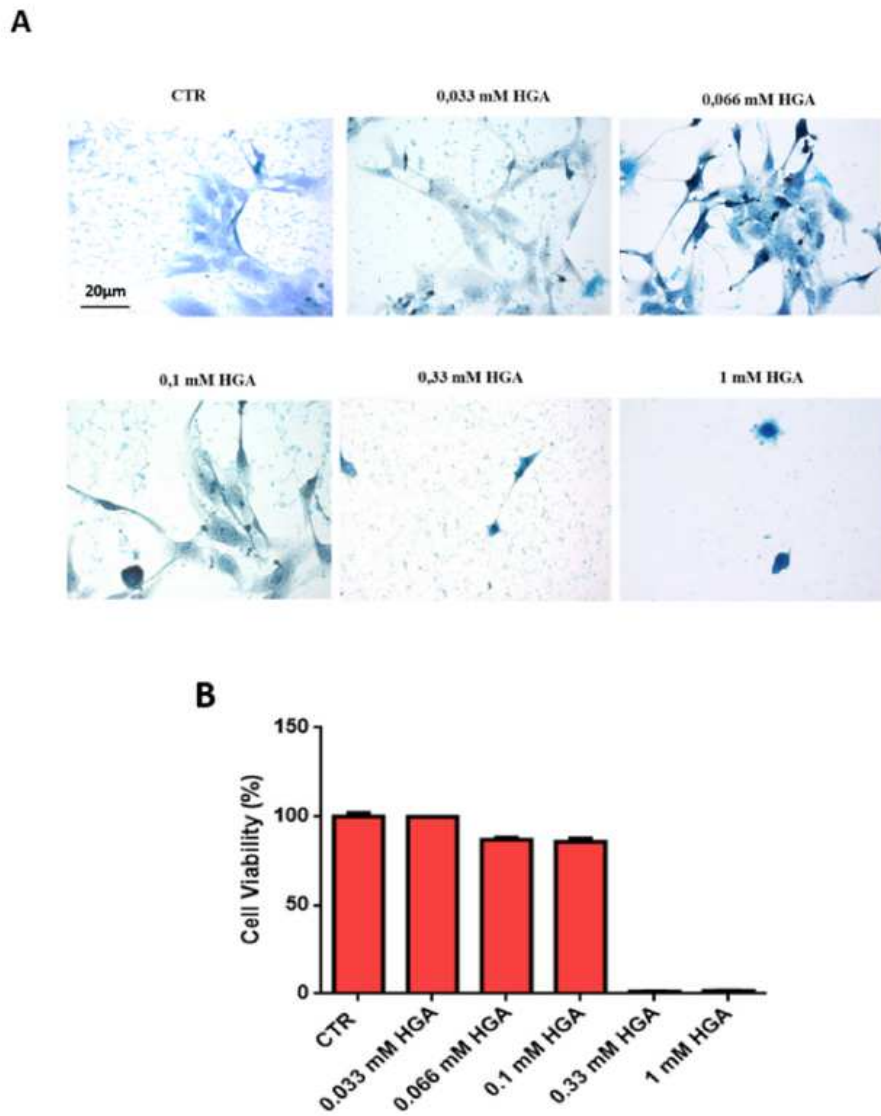 A
CTR
0,033 mM HGA
0,066 mM HGA
20µm
0,1 mM HGA
0,33 mM HGA
1 mM HGA
B
Cell Viability (%)
150
100
50
0
CTR
0.033 mM HGA
0.066 mM HGA
0.1 mM HGA
0.33 mM HGA
1 mM HGA